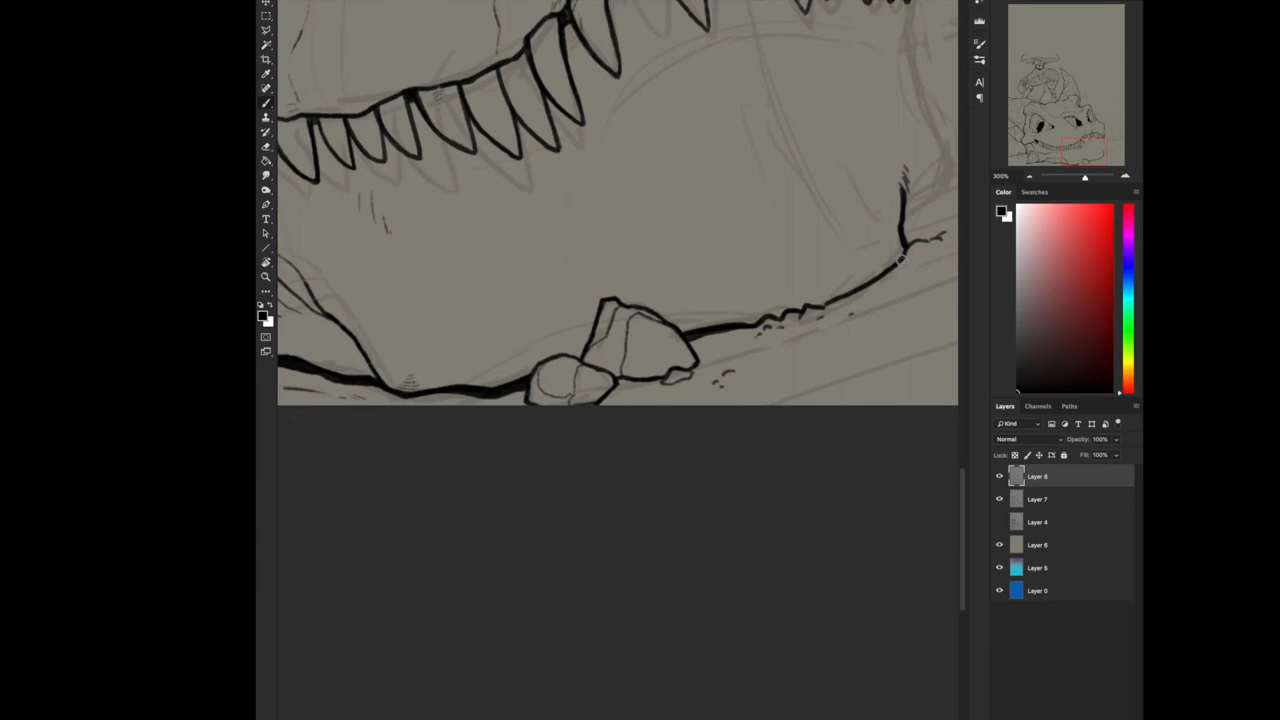 300%
Color
Swatches
Layers
Channels
Paths
Kind
Normal
Opacity: 100%
Lock:
Fill: 100%
Layer 8
Layer 7
Layer 4
Layer 6
Layer 5
Layer 0